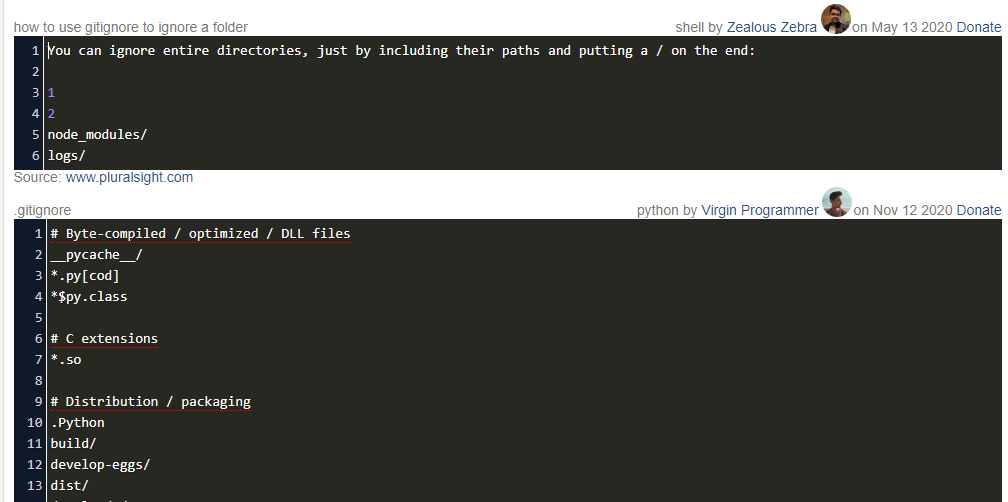 how to use gitignore to ignore a folder shell by Zealous Zebra on May 13 2020 Donate
1 You can ignore entire directories, just by including their paths and putting a / on the end:
2
3 1
4 2
5 node_modules/
6 logs/
Source: www.pluralsight.com
.gitignore python by Virgin Programmer on Nov 12 2020 Donate
1 # Byte-compiled / optimized / DLL files
2 __pycache__/
3 *.py[cod]
4 *$py.class
5
6 # C extensions
7 *.so
8
9 # Distribution / packaging
10 .Python
11 build/
12 develop-eggs/
13 dist/